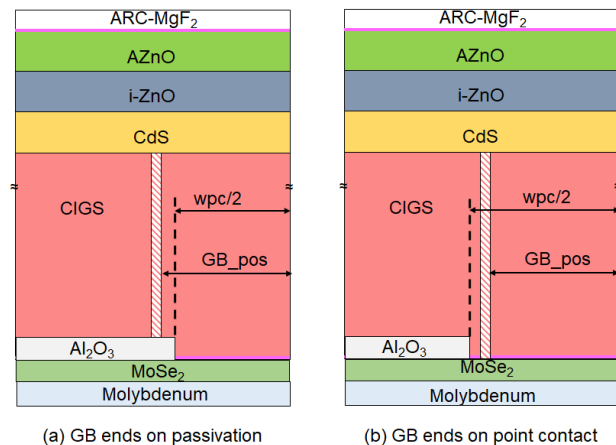 ARC-MgF₂
AZnO
i-ZnO
CdS
≈
≈
wpc/2
CIGS
GB_pos
Al₂O₃
MoSe₂
Molybdenum
(a) GB ends on passivation
ARC-MgF₂
AZnO
i-ZnO
CdS
≈
≈
wpc/2
CIGS
GB_pos
Al₂O₃
MoSe₂
Molybdenum
(b) GB ends on point contact